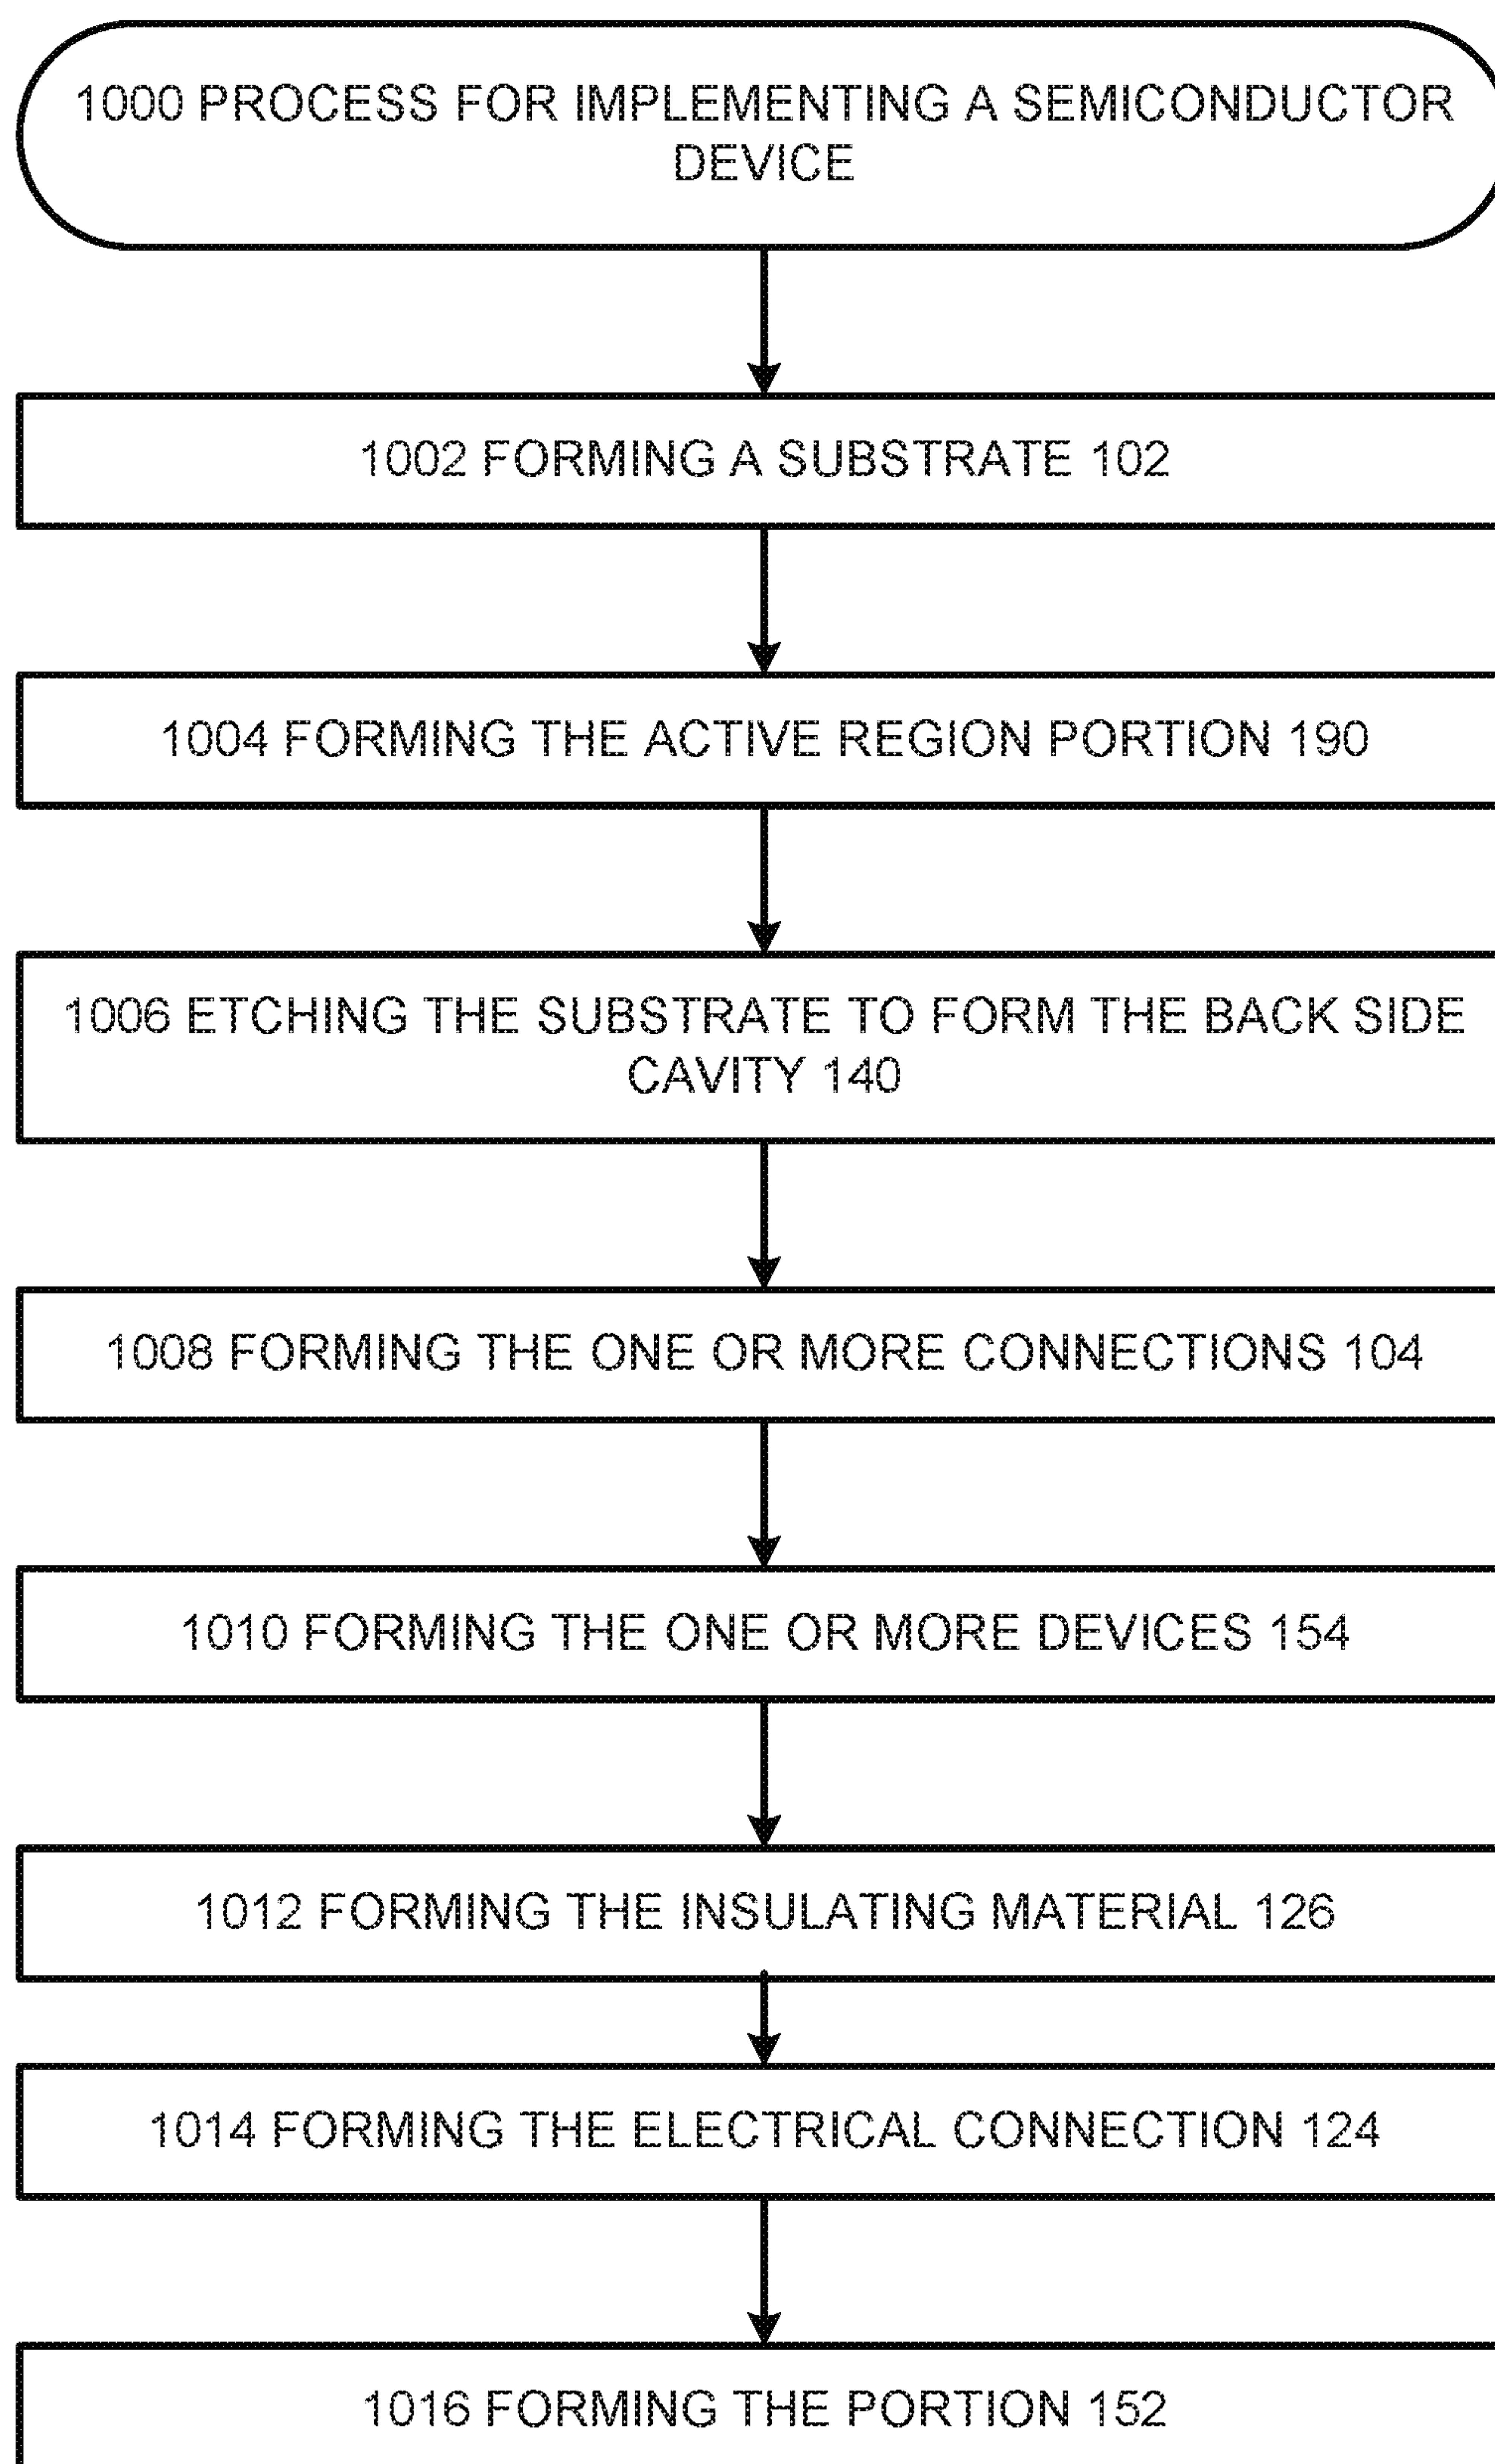 1000 PROCESS FOR IMPLEMENTING A SEMICONDUCTOR
DEVICE
1002 FORMING A SUBSTRATE 102
1004 FORMING THE ACTIVE REGION PORTION 190
1006 ETCHING THE SUBSTRATE TO FORM THE BACK SIDE
CAVITY 140
1008 FORMING THE ONE OR MORE CONNECTIONS 104
1010 FORMING THE ONE OR MORE DEVICES 154
1012 FORMING THE INSULATING MATERIAL 126
1014 FORMING THE ELECTRICAL CONNECTION 124
1016 FORMING THE PORTION 152